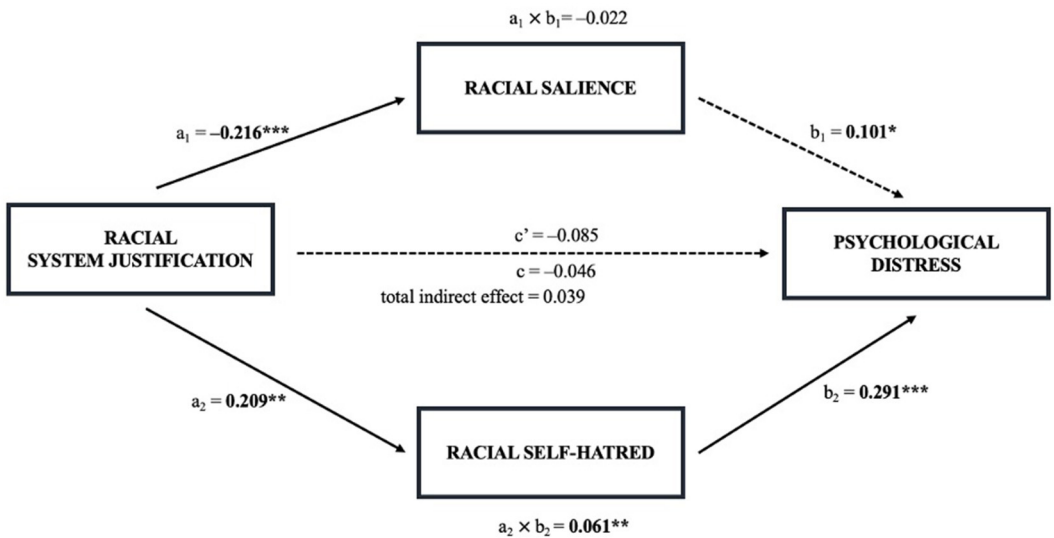 a₁ × b₁= –0.022
RACIAL SALIENCE
a₁ = –0.216***
b₁ = 0.101*
RACIAL
SYSTEM JUSTIFICATION
c’ = –0.085
c = –0.046
total indirect effect = 0.039
PSYCHOLOGICAL
DISTRESS
a₂ = 0.209**
b₂ = 0.291***
RACIAL SELF-HATRED
a₂ × b₂ = 0.061**